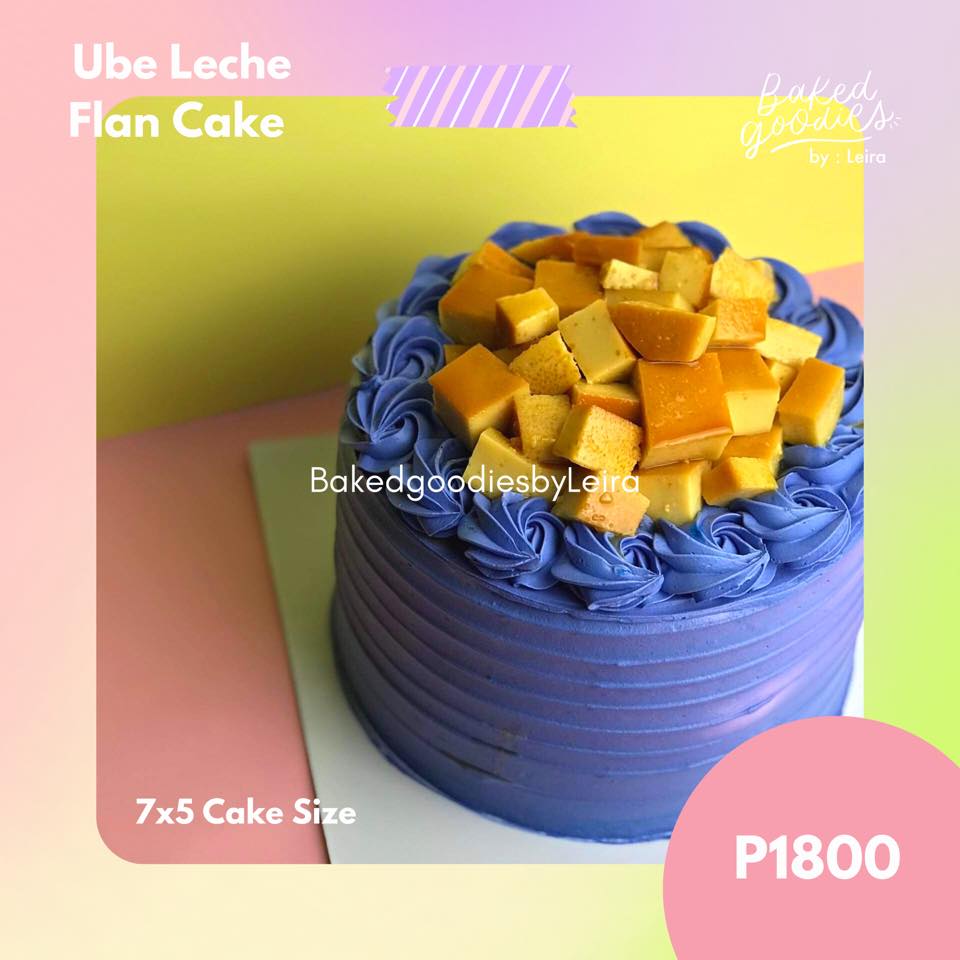 Ube Leche
Flan Cake
Baked
goodies
by : Leira
BakedgoodiesbyLeira
7x5 Cake Size
P1800